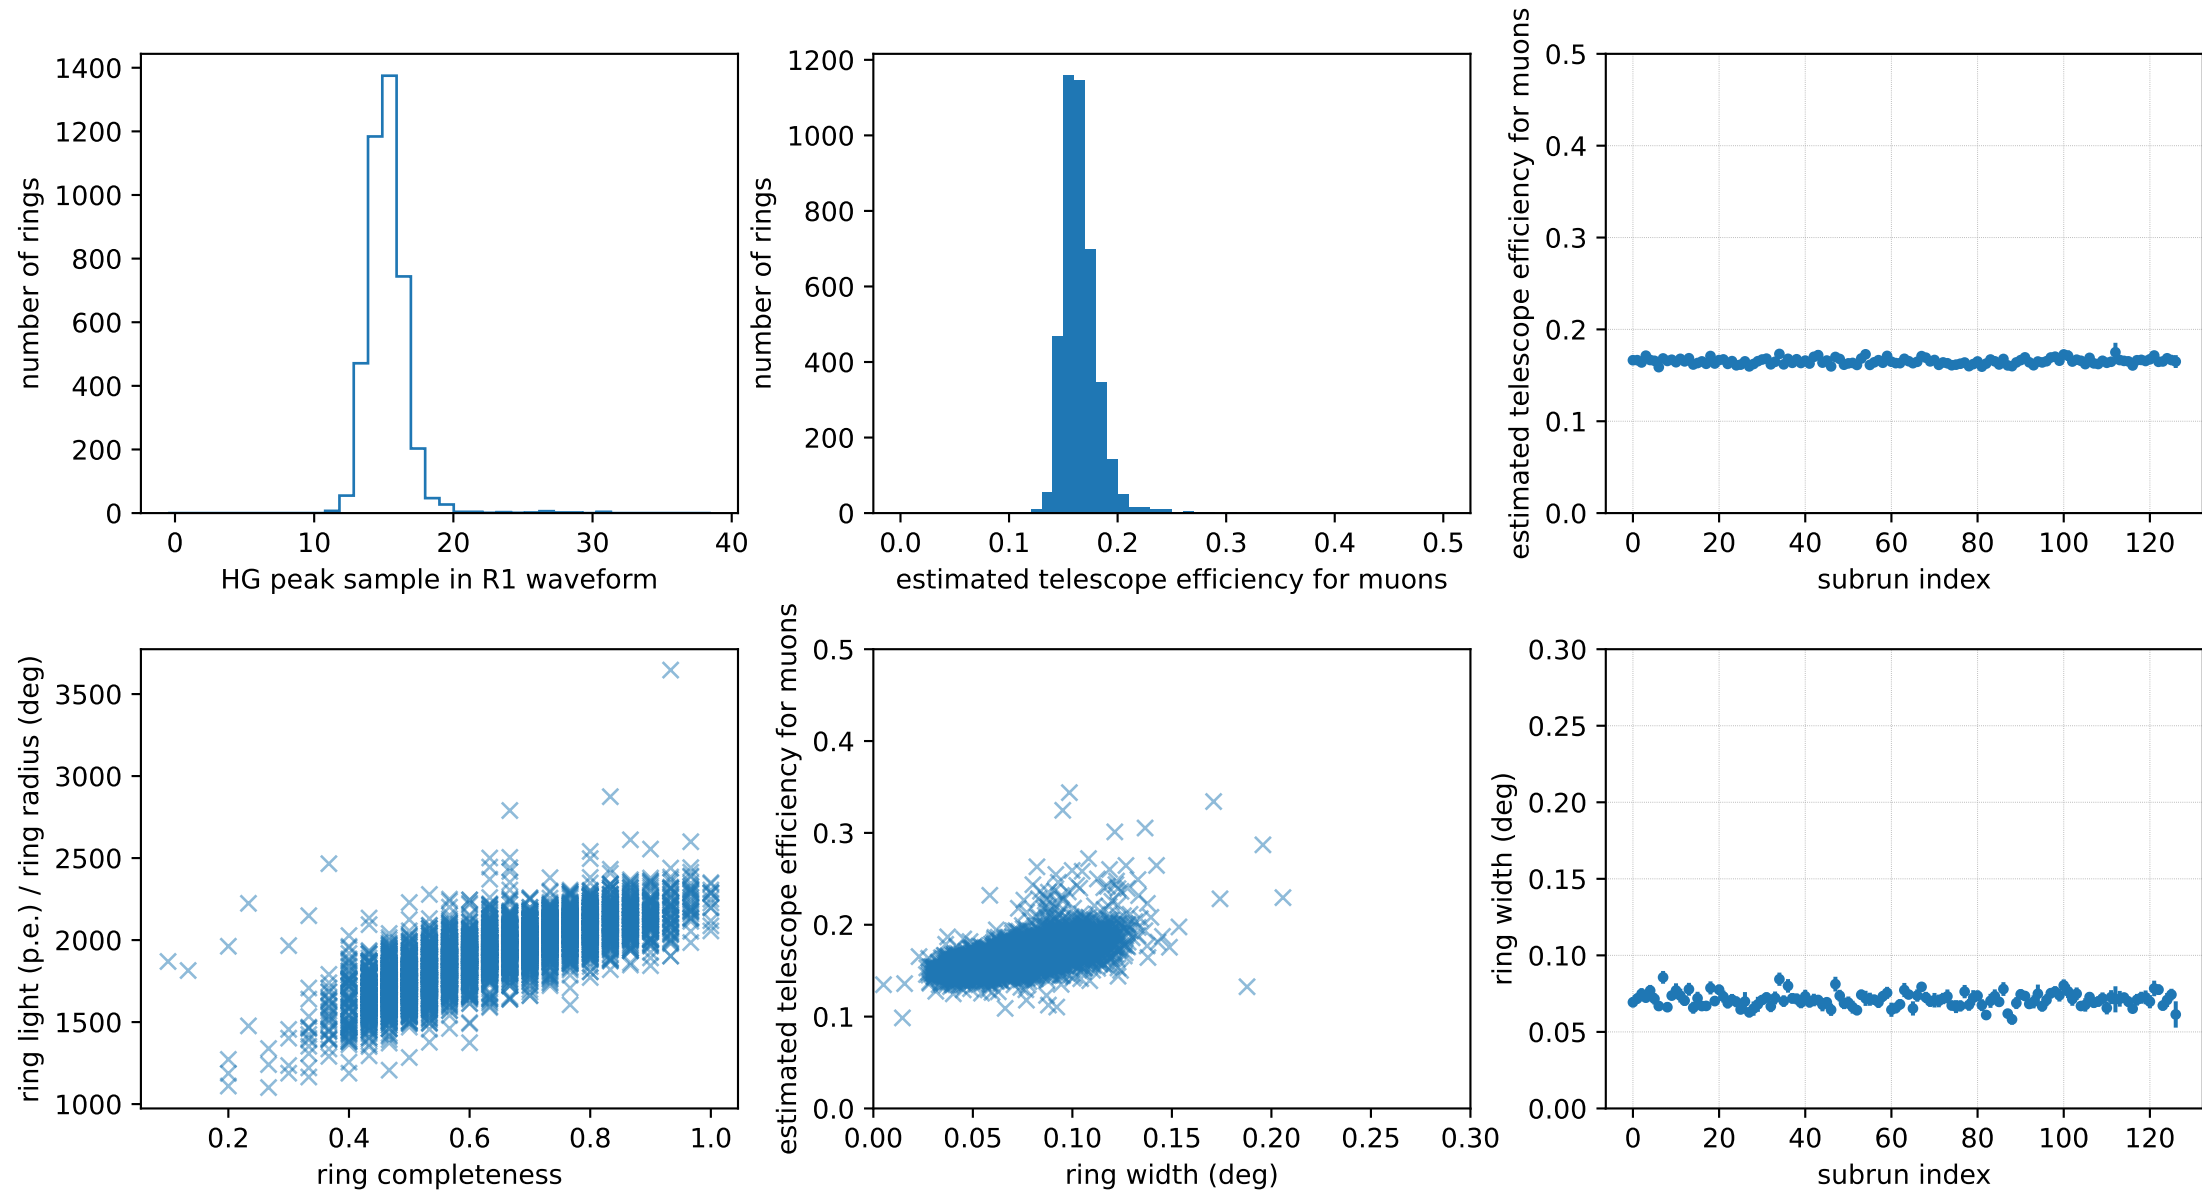 number of rings
1400
1200
1000
800
600
400
200
0
0 10 20 30 40
HG peak sample in R1 waveform
number of rings
1200
1000
800
600
400
200
0
0.0 0.1 0.2 0.3 0.4 0.5
estimated telescope efficiency for muons
estimated telescope efficiency for muons
0.5
0.4
0.3
0.2
0.1
0.0
0 20 40 60 80 100 120
subrun index
ring light (p.e.) / ring radius (deg)
3500
3000
2500
2000
1500
1000
0.2 0.4 0.6 0.8 1.0
ring completeness
estimated telescope efficiency for muons
0.5
0.4
0.3
0.2
0.1
0.0
0.00 0.05 0.10 0.15 0.20 0.25 0.30
ring width (deg)
ring width (deg)
0.30
0.25
0.20
0.15
0.10
0.05
0.00
0 20 40 60 80 100 120
subrun index